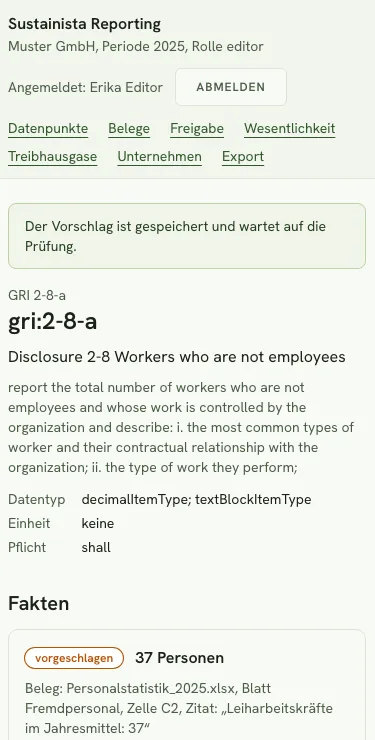 Sustainista Reporting
Muster GmbH, Periode 2025, Rolle editor
Angemeldet: Erika Editor ABMELDEN
Datenpunkte Belege Freigabe Wesentlichkeit
Treibhausgase Unternehmen Export
Der Vorschlag ist gespeichert und wartet auf die
Prüfung.
GRI 2-8-a
gri:2-8-a
Disclosure 2-8 Workers who are not employees
report the total number of workers who are not
employees and whose work is controlled by the
organization and describe: i. the most common types of
worker and their contractual relationship with the
organization; ii. the type of work they perform;
Datentyp decimalItemType; textBlockItemType
Einheit keine
Pflicht shall
Fakten
vorgeschlagen 37 Personen
Beleg: Personalstatistik_2025.xlsx, Blatt
Fremdpersonal, Zelle C2, Zitat: „Leiharbeitskräfte
im Jahresmittel: 37“